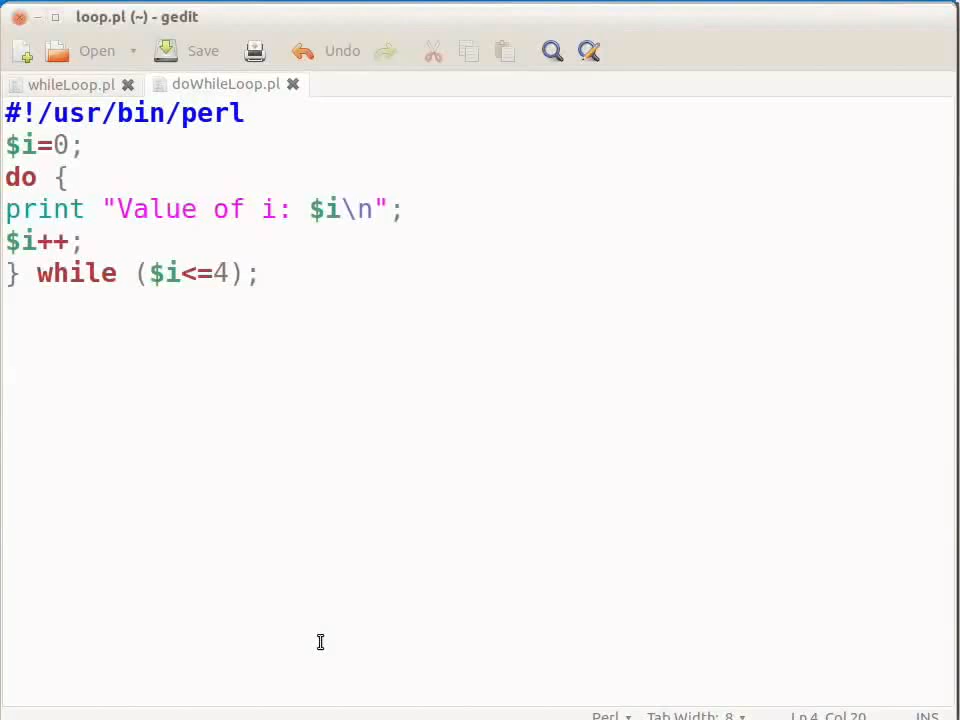 loop.pl (~) - gedit
Open Save Undo
whileLoop.pl doWhileLoop.pl
#!/usr/bin/perl
$i=0;
do {
print "Value of i: $i\n";
$i++;
} while ($i<=4);
Perl Tab Width: 8 Ln 4, Col 20 INS